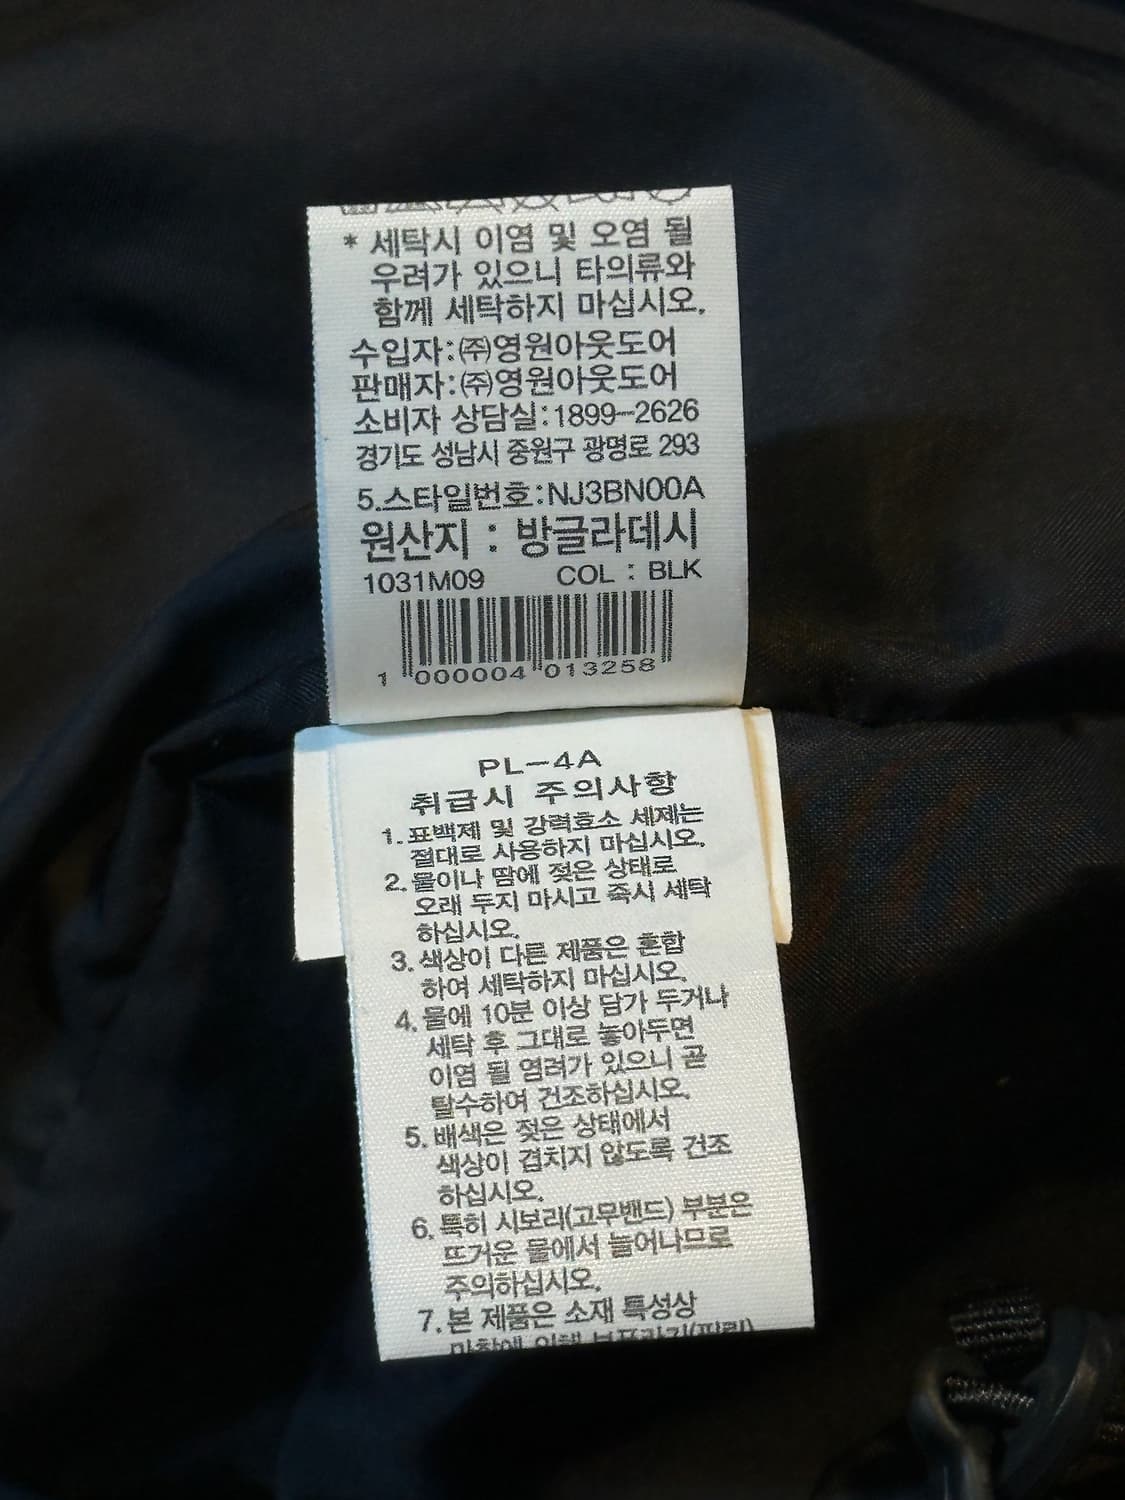 * 세탁시 이염 및 오염 될
우려가 있으니 타의류와
함께 세탁하지 마십시오.
수입자:㈜영원아웃도어
판매자:㈜영원아웃도어
소비자 상담실:1899-2626
경기도 성남시 중원구 광명로 293
5.스타일번호:NJ3BN00A
원산지 : 방글라데시
1031M09 COL : BLK
1 000004 013258
PL-4A
취급시 주의사항
1. 표백제 및 강력효소 세제는
절대로 사용하지 마십시오.
2. 물이나 땀에 젖은 상태로
오래 두지 마시고 즉시 세탁
하십시오.
3. 색상이 다른 제품은 혼합
하여 세탁하지 마십시오.
4. 물에 10분 이상 담가 두거나
세탁 후 그대로 놓아두면
이염 될 염려가 있으니 곧
탈수하여 건조하십시오.
5. 배색은 젖은 상태에서
색상이 겹치지 않도록 건조
하십시오.
6. 특히 시보리(고무밴드) 부분은
뜨거운 물에서 늘어나므로
주의하십시오.
7. 본 제품은 소재 특성상